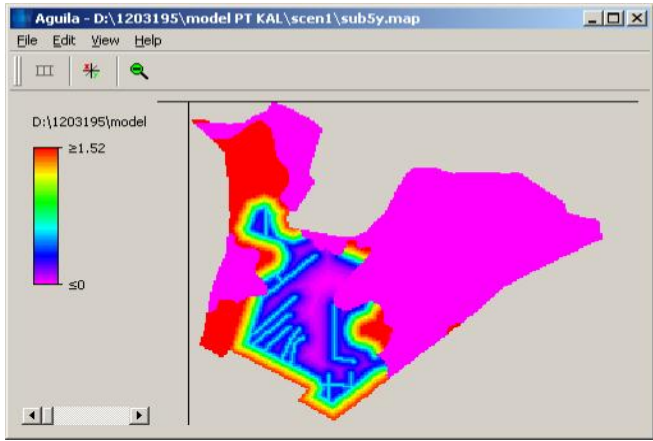 Aguila - D:\1203195\model PT KAL\scen1\sub5y.map
File Edit View Help
D:\1203195\model
≥1.52
≤0